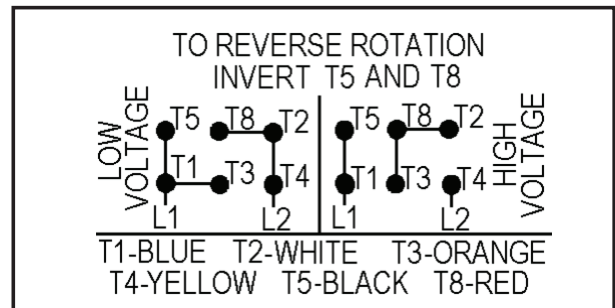 TO REVERSE ROTATION
INVERT T5 AND T8
LOW VOLTAGE
T5 T8 T2
T1 T3 T4
L1 L2
T5 T8 T2
T1 T3 T4
L1 L2
HIGH VOLTAGE
T1-BLUE T2-WHITE T3-ORANGE
T4-YELLOW T5-BLACK T8-RED